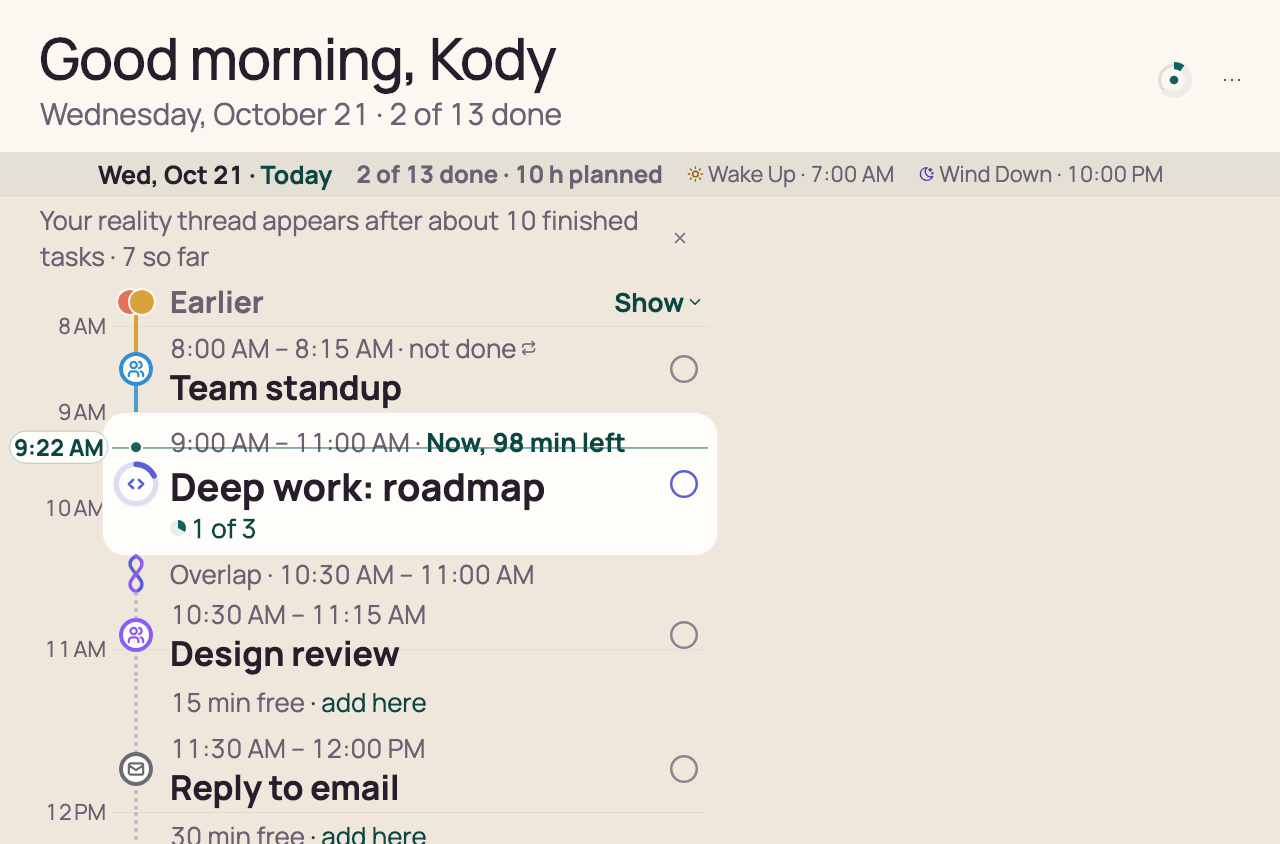 Good morning, Kody
Wednesday, October 21 · 2 of 13 done
···
Wed, Oct 21 · Today 2 of 13 done · 10 h planned Wake Up · 7:00 AM Wind Down · 10:00 PM
Your reality thread appears after about 10 finished
tasks · 7 so far
Earlier Show
8 AM
8:00 AM – 8:15 AM · not done
Team standup
9 AM
9:22 AM 9:00 AM – 11:00 AM · Now, 98 min left
Deep work: roadmap
10 AM
1 of 3
Overlap · 10:30 AM – 11:00 AM
10:30 AM – 11:15 AM
11 AM Design review
15 min free · add here
11:30 AM – 12:00 PM
Reply to email
12 PM
30 min free · add here